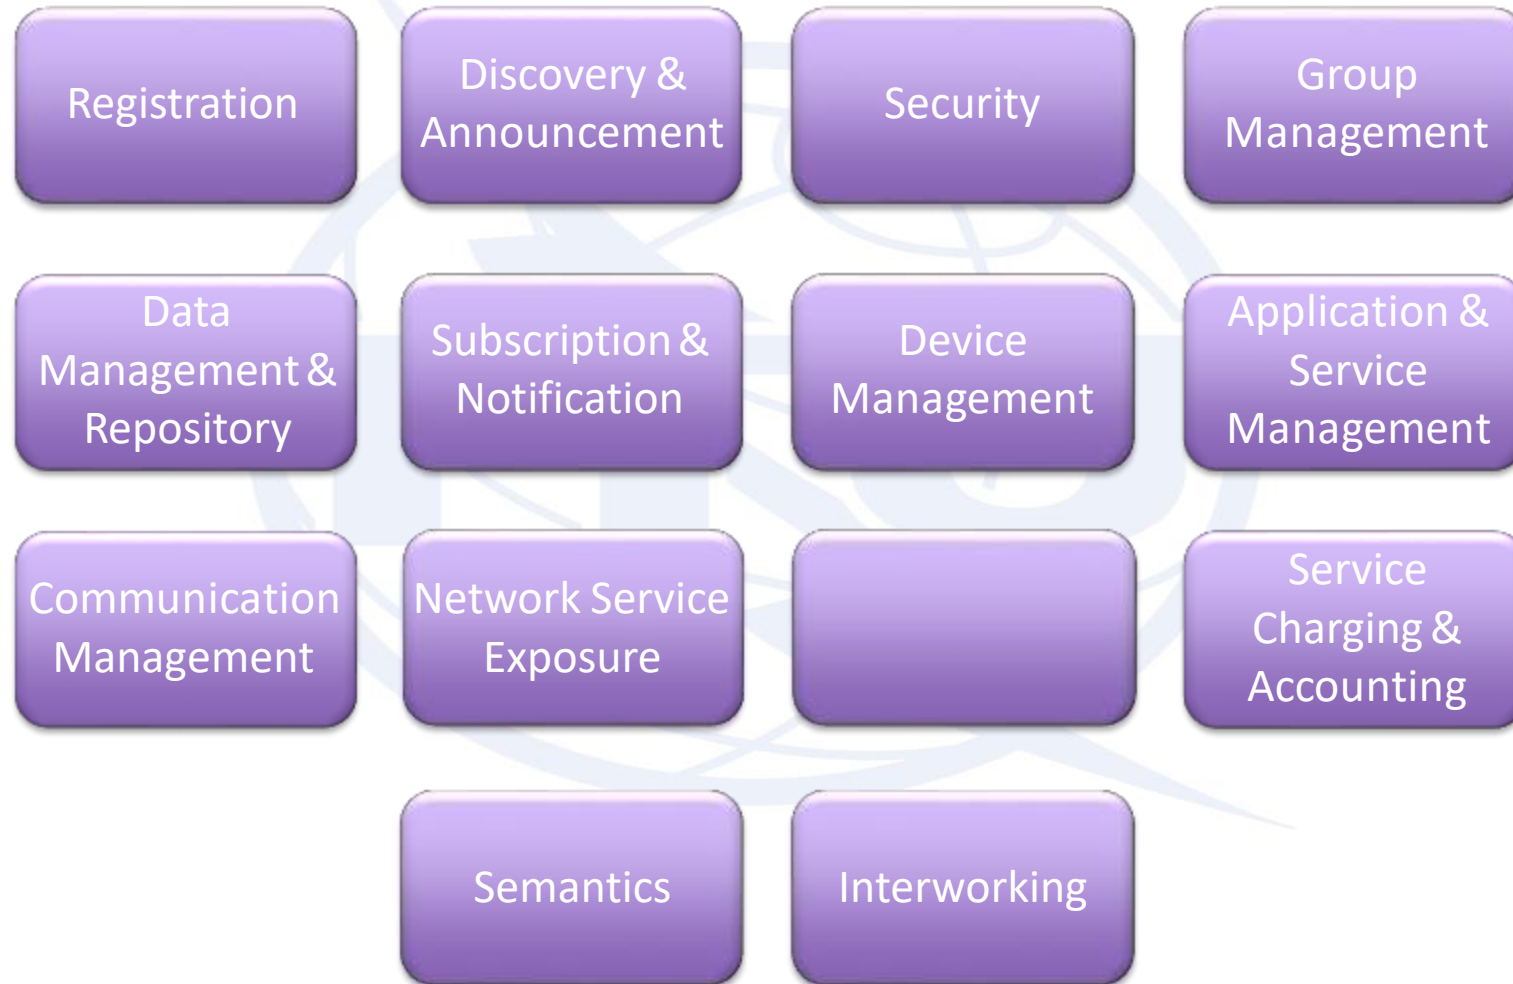 Registration
Discovery &
Announcement
Security
Group
Management
Data
Management &
Repository
Subscription &
Notification
Device
Management
Application &
Service
Management
Communication
Management
Network Service
Exposure
Service
Charging &
Accounting
Semantics
Interworking